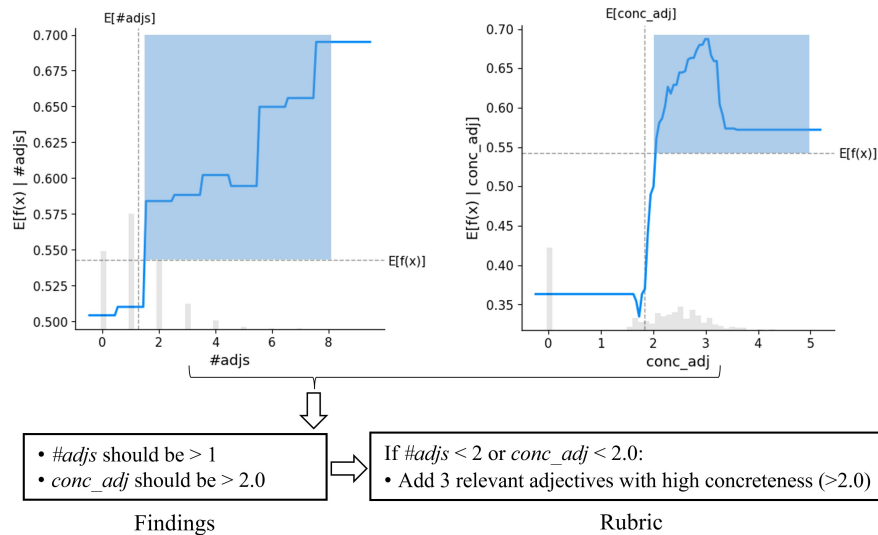 E[#adjs]
0.700
0.675
0.650
0.625
0.600
0.575
0.550
0.525
0.500
E[f(x) | #adjs]
E[f(x)]
0 2 4 6 8
#adjs
E[conc_adj]
0.70
0.65
0.60
0.55
0.50
0.45
0.40
0.35
E[f(x) | conc_adj]
E[f(x)]
0 1 2 3 4 5
conc_adj
• #adjs should be > 1
• conc_adj should be > 2.0
Findings
If #adjs < 2 or conc_adj < 2.0:
• Add 3 relevant adjectives with high concreteness (>2.0)
Rubric